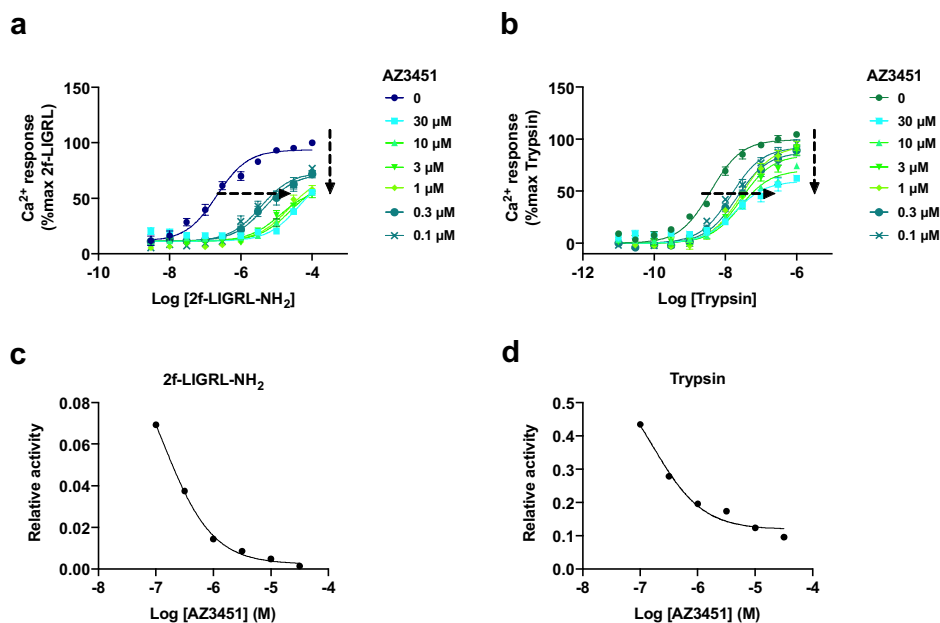 a
AZ3451
0
30 µM
10 µM
3 µM
1 µM
0.3 µM
0.1 µM
Ca2+ response
(%max 2f-LIGRL)
150
100
50
0
-10
-8
-6
-4
Log [2f-LIGRL-NH2]
b
AZ3451
0
30 µM
10 µM
3 µM
1 µM
0.3 µM
0.1 µM
Ca2+ response
(%max Trypsin)
150
100
50
0
-12
-10
-8
-6
Log [Trypsin]
c
2f-LIGRL-NH2
Relative activity
0.08
0.06
0.04
0.02
0.00
-8
-7
-6
-5
-4
Log [AZ3451] (M)
d
Trypsin
Relative activity
0.5
0.4
0.3
0.2
0.1
0.0
-8
-7
-6
-5
-4
Log [AZ3451] (M)